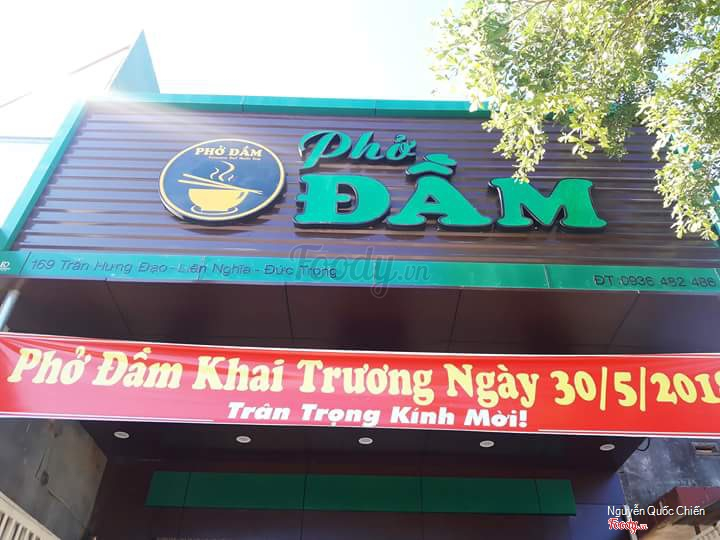 PHỞ ĐẦM
Phở
ĐẦM
169 Trần Hưng Đạo - Liên Nghĩa - Đức Trọng
ĐT :0936 482 486
Foody.vn
Phở Đầm Khai Trương Ngày 30/5/201
Trân Trọng Kính Mời!
Nguyễn Quốc Chiến
Foody.vn